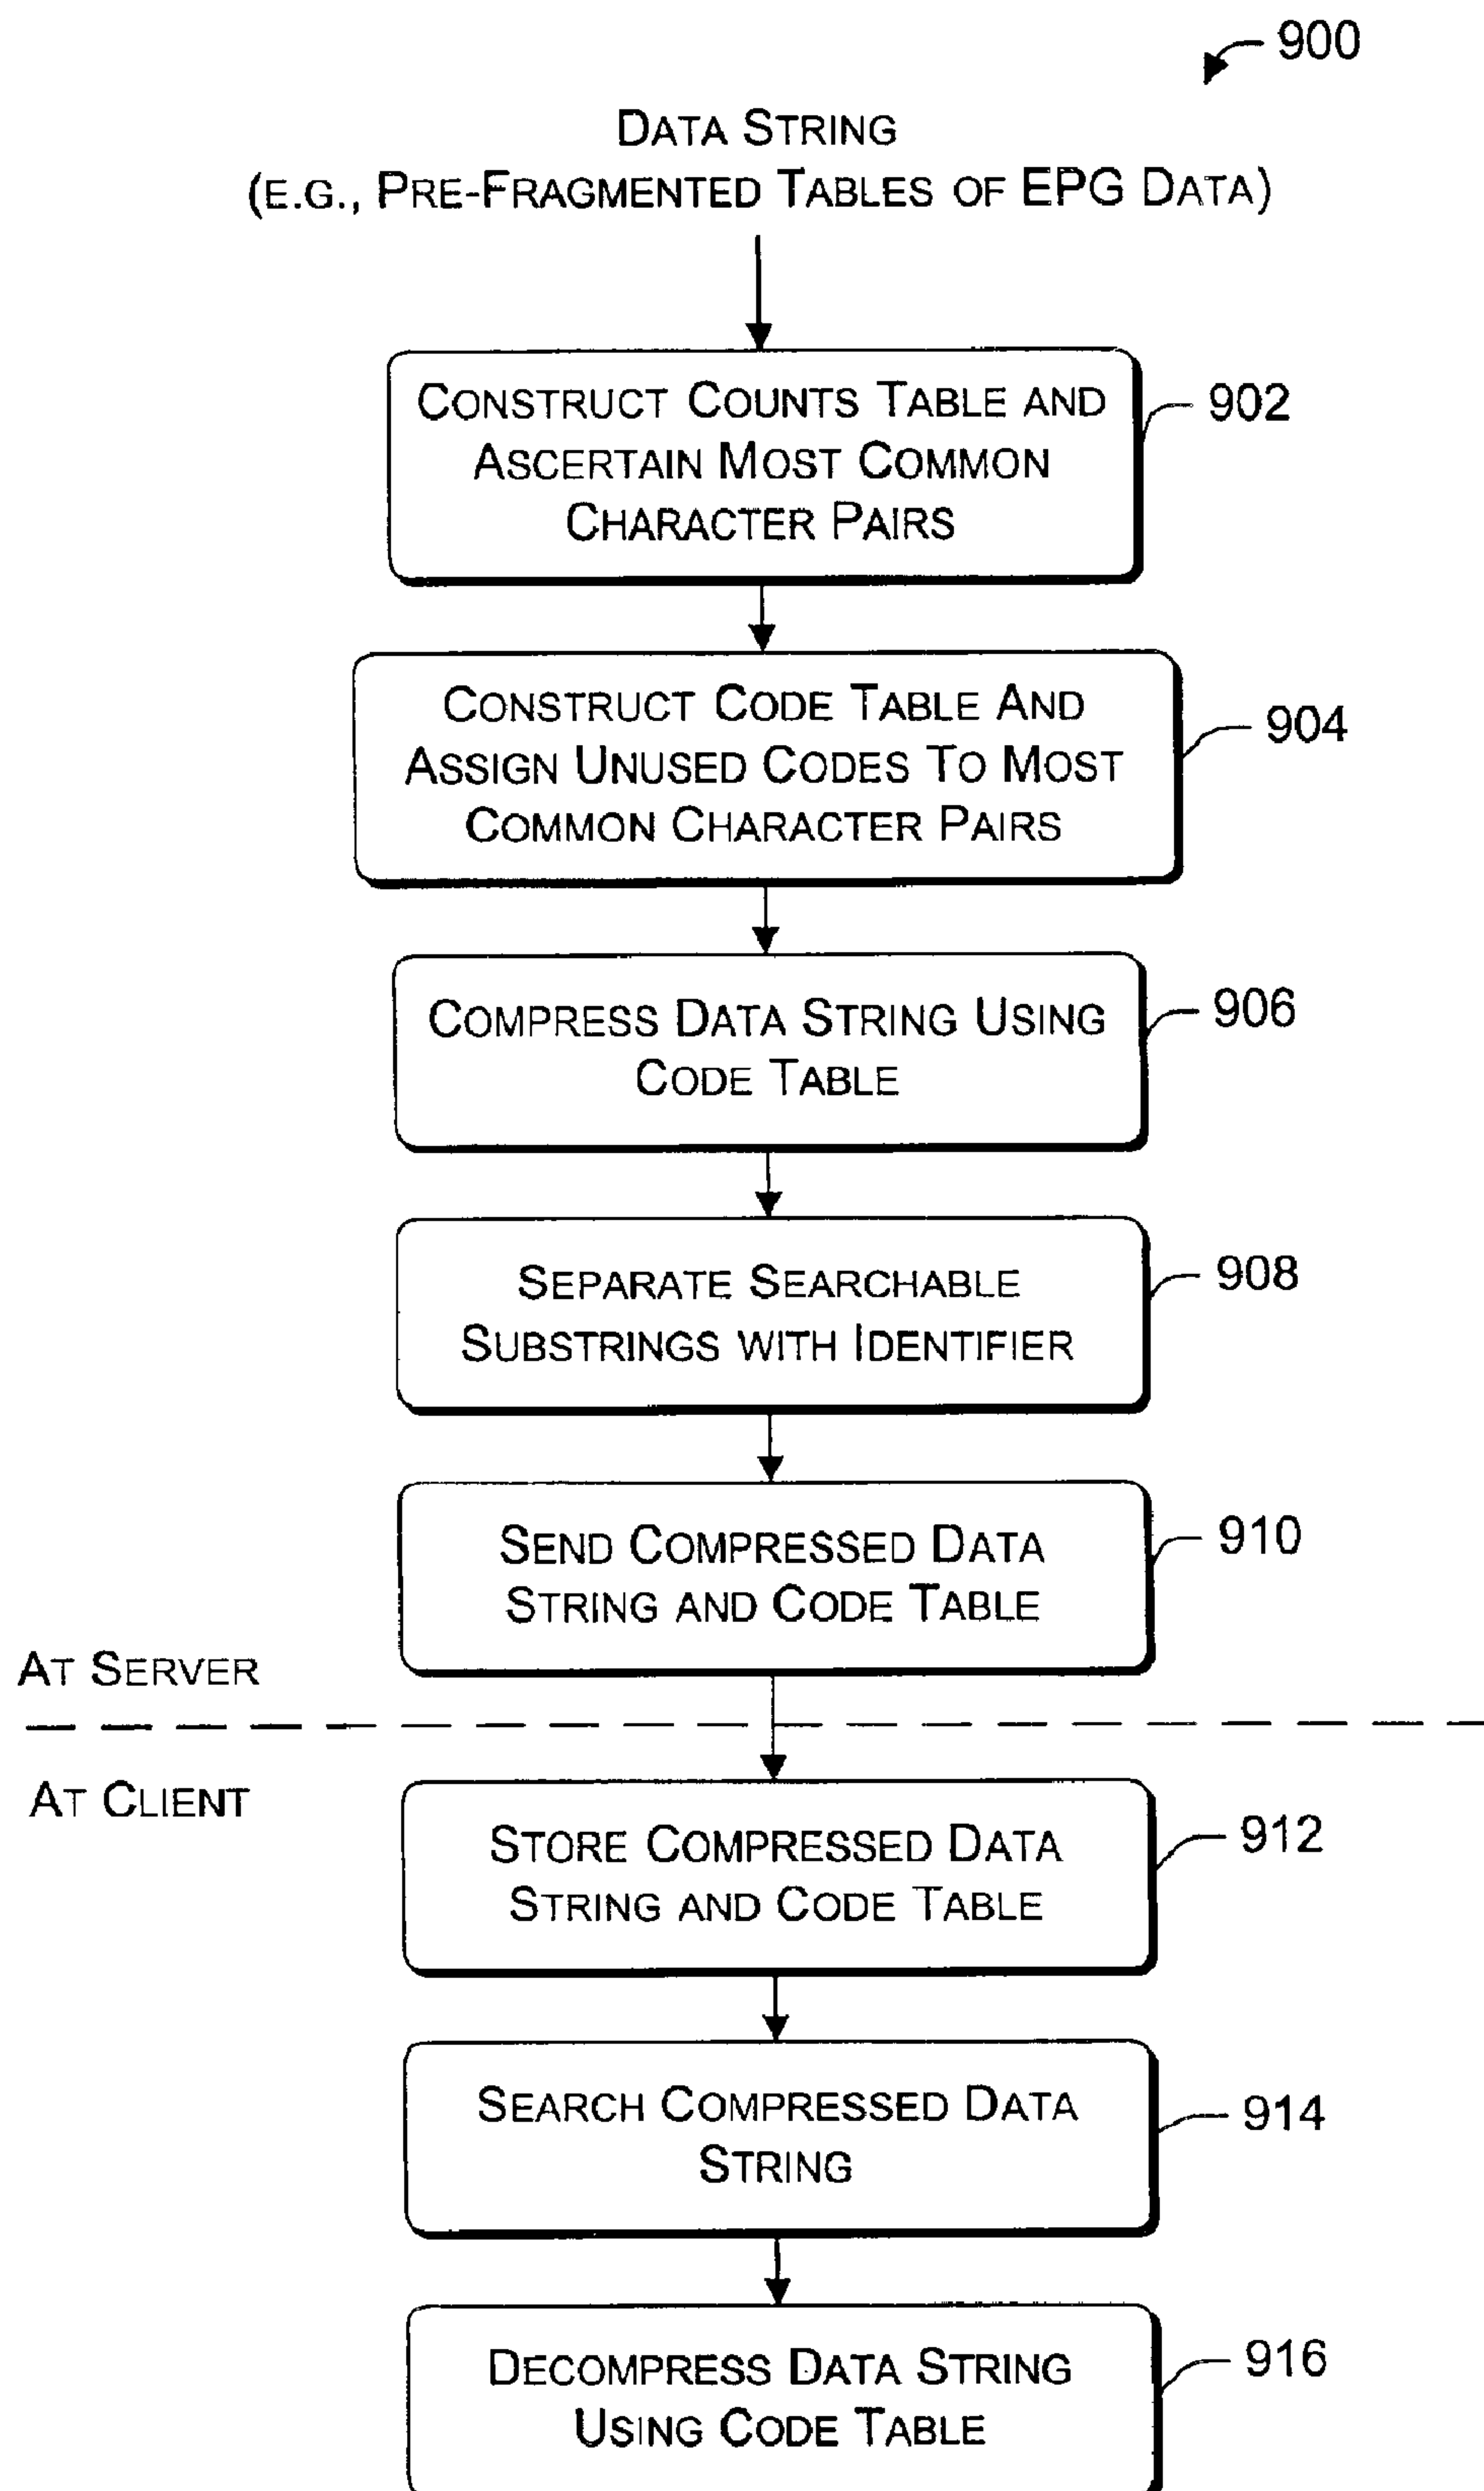 900
DATA STRING
(E.G., PRE-FRAGMENTED TABLES OF EPG DATA)
CONSTRUCT COUNTS TABLE AND
ASCERTAIN MOST COMMON
CHARACTER PAIRS
902
CONSTRUCT CODE TABLE AND
ASSIGN UNUSED CODES TO MOST
COMMON CHARACTER PAIRS
904
COMPRESS DATA STRING USING
CODE TABLE
906
SEPARATE SEARCHABLE
SUBSTRINGS WITH IDENTIFIER
908
SEND COMPRESSED DATA
STRING AND CODE TABLE
910
AT SERVER
AT CLIENT
STORE COMPRESSED DATA
STRING AND CODE TABLE
912
SEARCH COMPRESSED DATA
STRING
914
DECOMPRESS DATA STRING
USING CODE TABLE
916